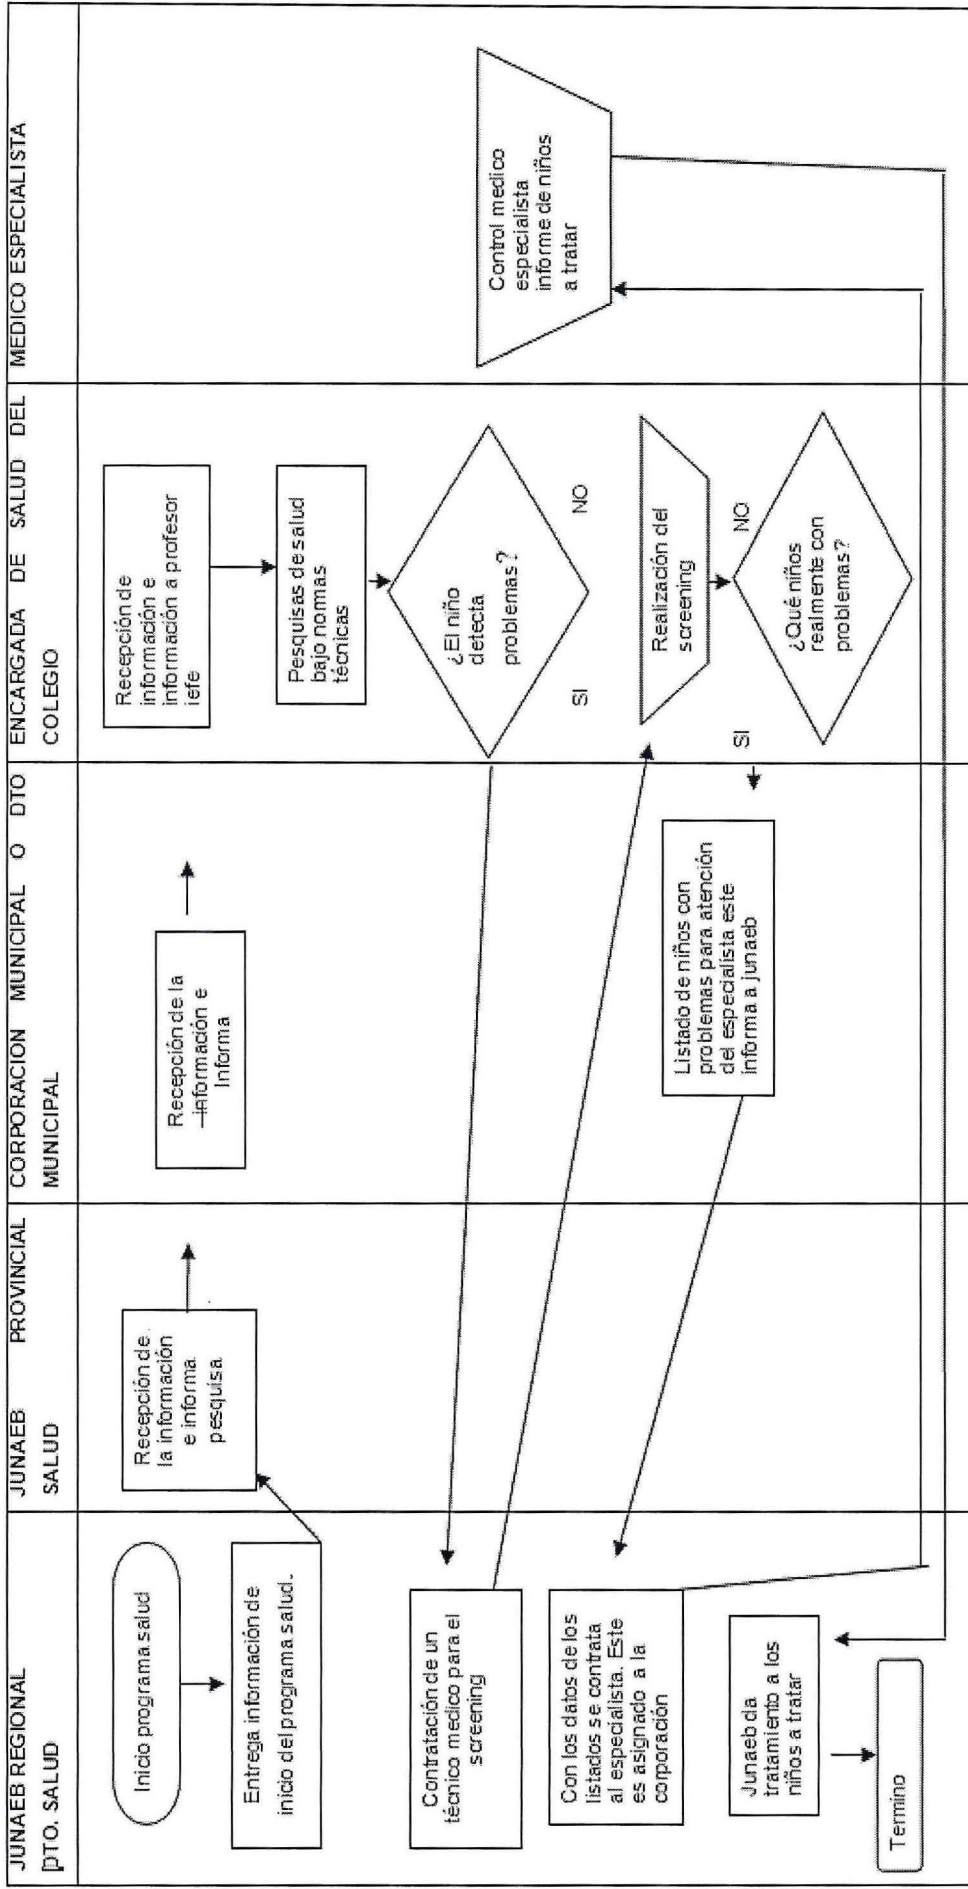 JUNAEB REGIONAL
DTO. SALUD
JUNAEB PROVINCIAL
SALUD
CORPORACION MUNICIPAL O DTO
MUNICIPAL
ENCARGADA DE SALUD DEL
COLEGIO
MEDICO ESPECIALISTA
Inicio programa salud
Entrega información de
inicio del programa salud.
Recepción de
la información
e informa
pesquisa
Recepción de la
información e
Informa
Recepción de
información e
información a profesor
jefe
Pesquisas de salud
bajo normas
técnicas
¿El niño
detecta
problemas?
SI
NO
Contratación de un
técnico medico para el
screening
Realización del
screening
SI
NO
¿Qué niños
realmente con
problemas?
Listado de niños con
problemas para atención
del especialista este
informa a junaeb
Con los datos de los
listados se contrata
al especialista. Este
es asignado a la
corporación
Control medico
especialista
informe de niños
a tratar
Junaeb da
tratamiento a los
niños a tratar
Termino